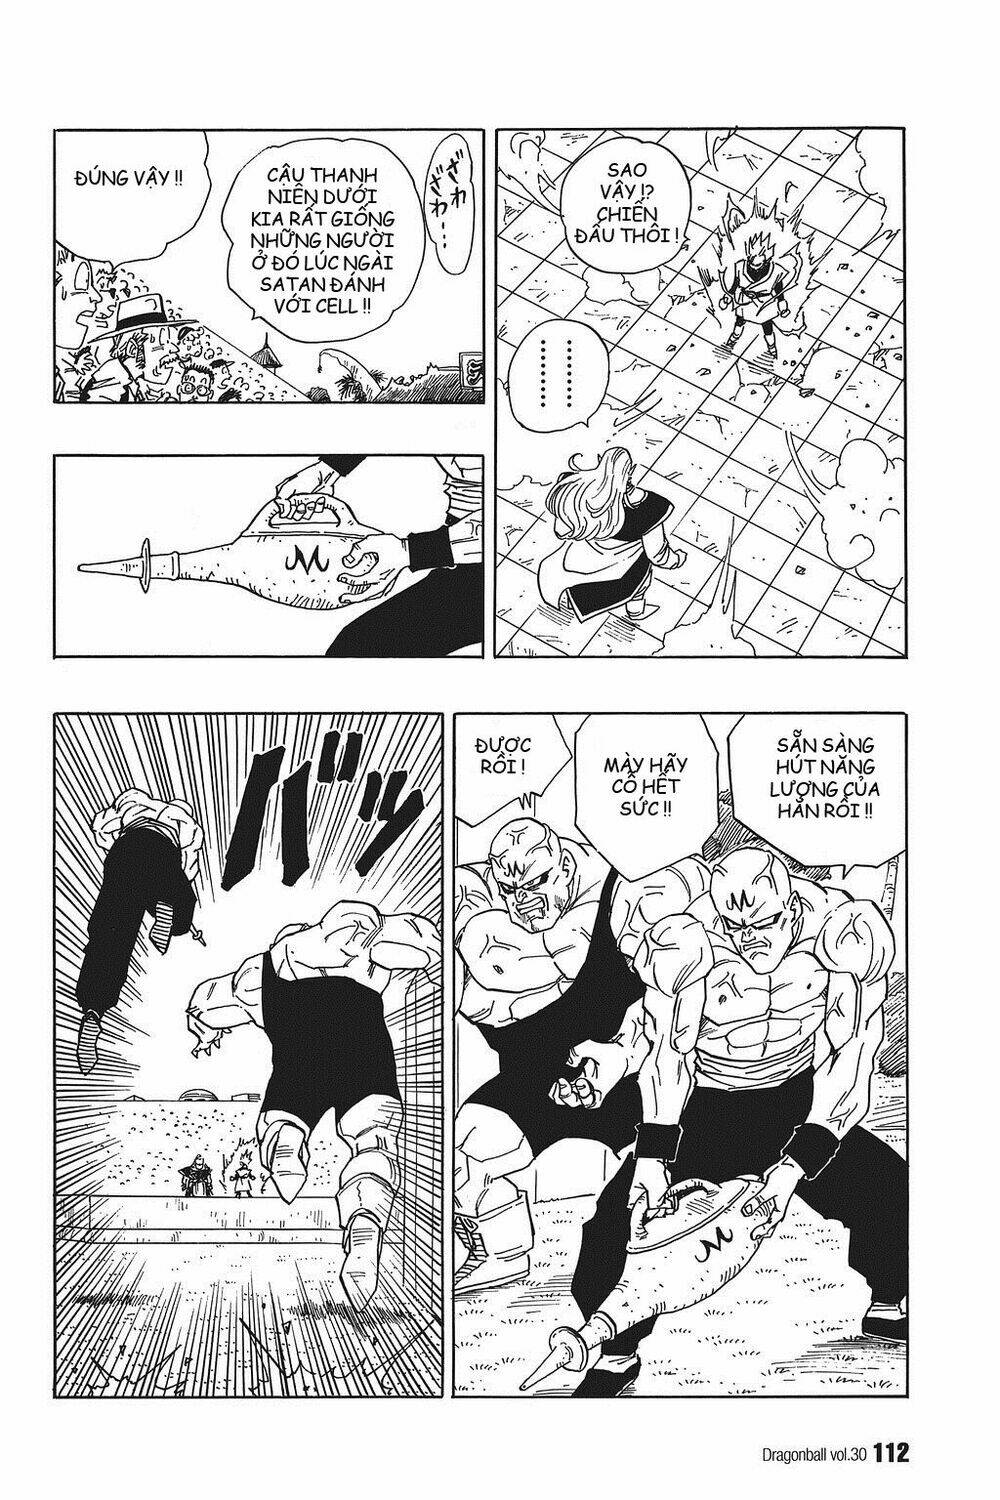 SAO
VẬY !?
CHIẾN
ĐẤU THÔI !
ざわ
ざわ…
CẬU THANH
NIÊN DƯỚI
KIA RẤT GIỐNG
NHỮNG NGƯỜI
Ở ĐÓ LÚC NGÀI
SATAN ĐÁNH
VỚI CELL !!
ĐÚNG VẬY !!
M
SẴN SÀNG
HÚT NĂNG
LƯỢNG CỦA
HẮN RỒI !!
MÀY HÃY
CỐ HẾT
SỨC !!
ĐƯỢC
RỒI !
M
M
M
バババッ
Dragonball vol.30 112